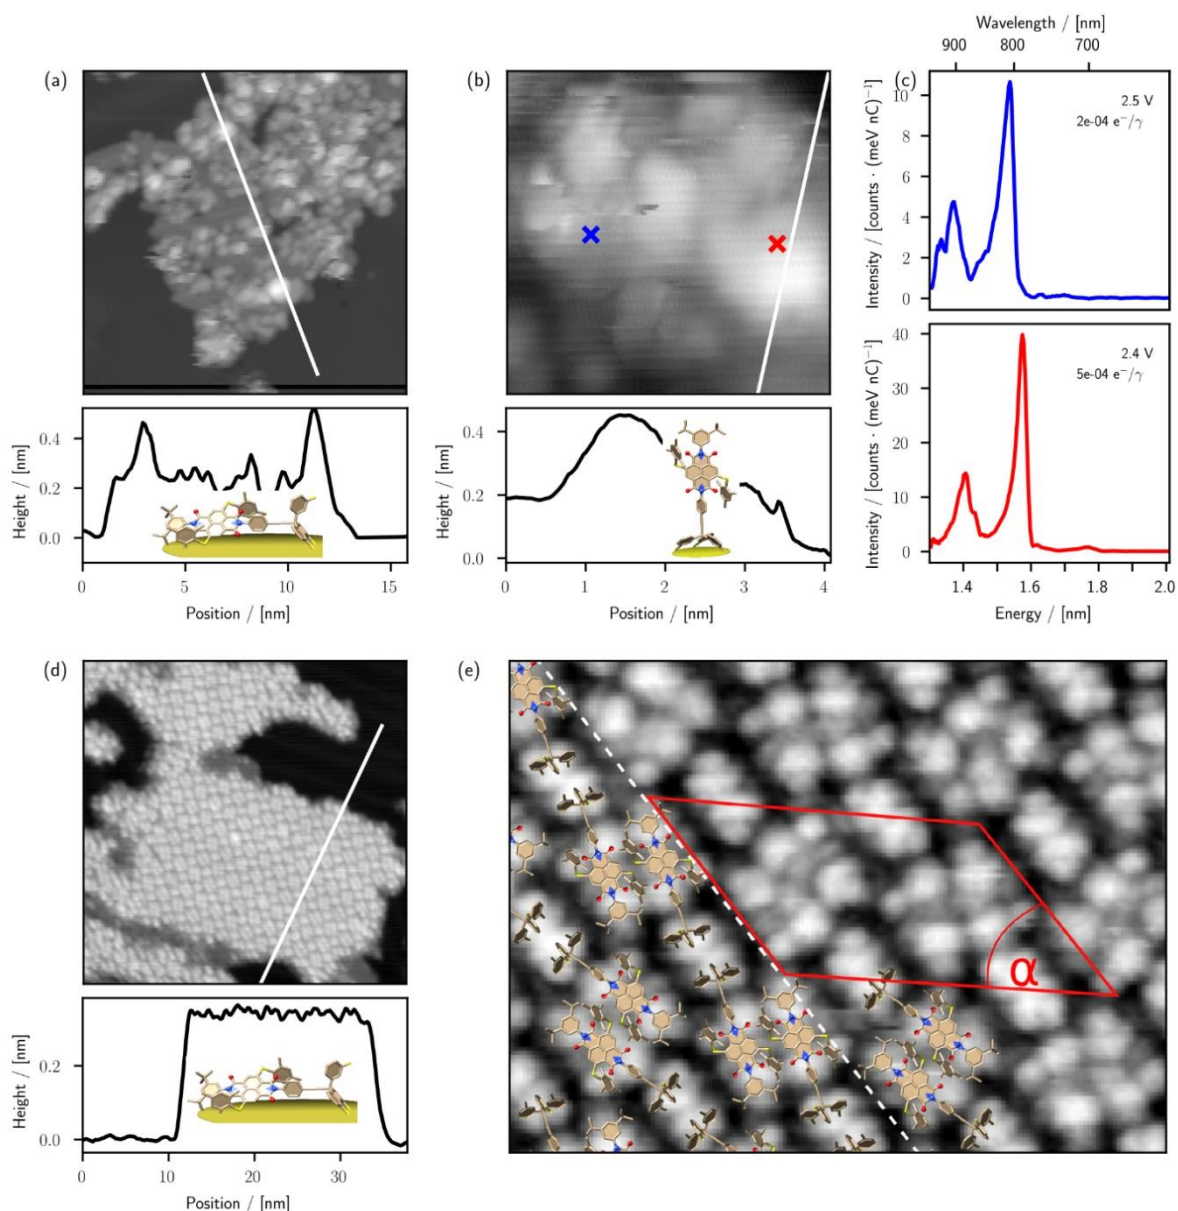 (a)
0.4
0.2
0.0
Height / [nm]
0
5
10
15
Position / [nm]
(b)
0.4
0.2
0.0
Height / [nm]
0
1
2
3
4
Position / [nm]
Wavelength / [nm]
900
800
700
(c)
10
8
6
4
2
0
Intensity / [counts · (meV nC)⁻¹]
2.5 V
2e-04 e⁻/γ
40
30
20
10
0
Intensity / [counts · (meV nC)⁻¹]
2.4 V
5e-04 e⁻/γ
1.4
1.6
1.8
2.0
Energy / [nm]
(d)
0.2
0.0
Height / [nm]
0
10
20
30
Position / [nm]
(e)
α